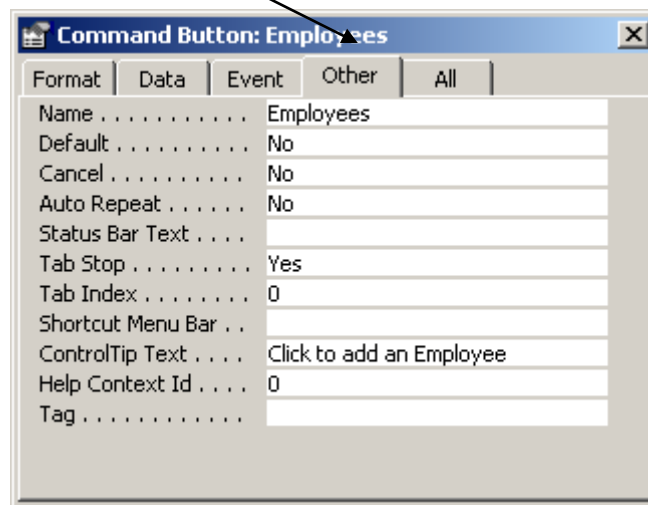 Command Button: Employees
Format Data Event Other All
Name . . . . . . . . . . . Employees
Default . . . . . . . . . . No
Cancel . . . . . . . . . . No
Auto Repeat . . . . . . No
Status Bar Text . . . .
Tab Stop . . . . . . . . . Yes
Tab Index . . . . . . . . 0
Shortcut Menu Bar . .
ControlTip Text . . . . Click to add an Employee
Help Context Id . . . . 0
Tag . . . . . . . . . . . .